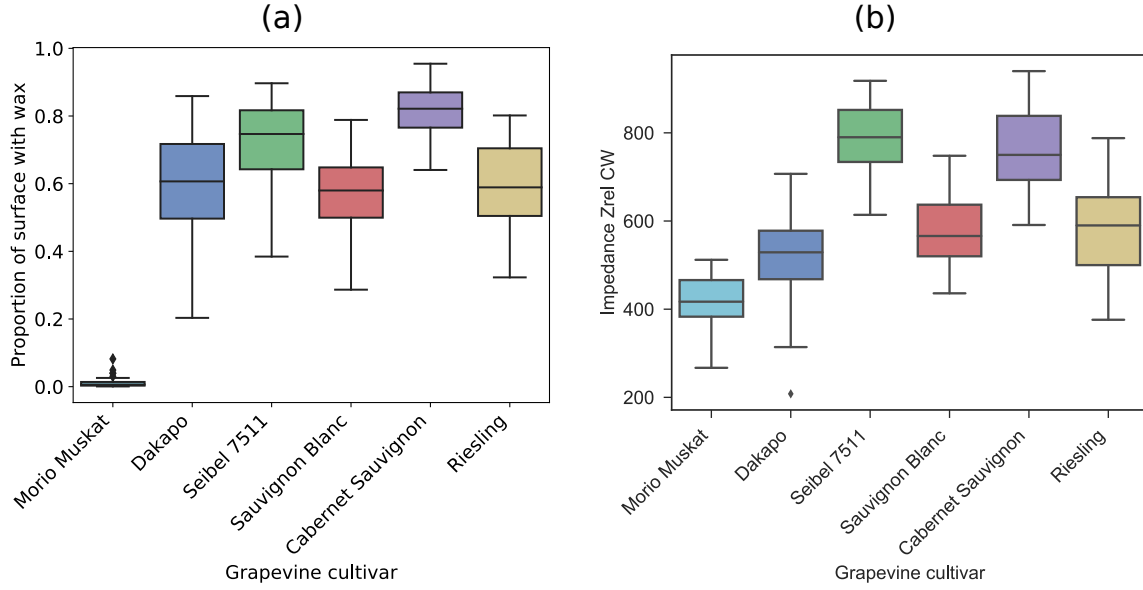 (a)
Proportion of surface with wax
1.0
0.8
0.6
0.4
0.2
0.0
Morio Muskat
Dakapo
Seibel 7511
Sauvignon Blanc
Cabernet Sauvignon
Riesling
Grapevine cultivar
(b)
Impedance Zrel CW
800
600
400
200
Morio Muskat
Dakapo
Seibel 7511
Sauvignon Blanc
Cabernet Sauvignon
Riesling
Grapevine cultivar